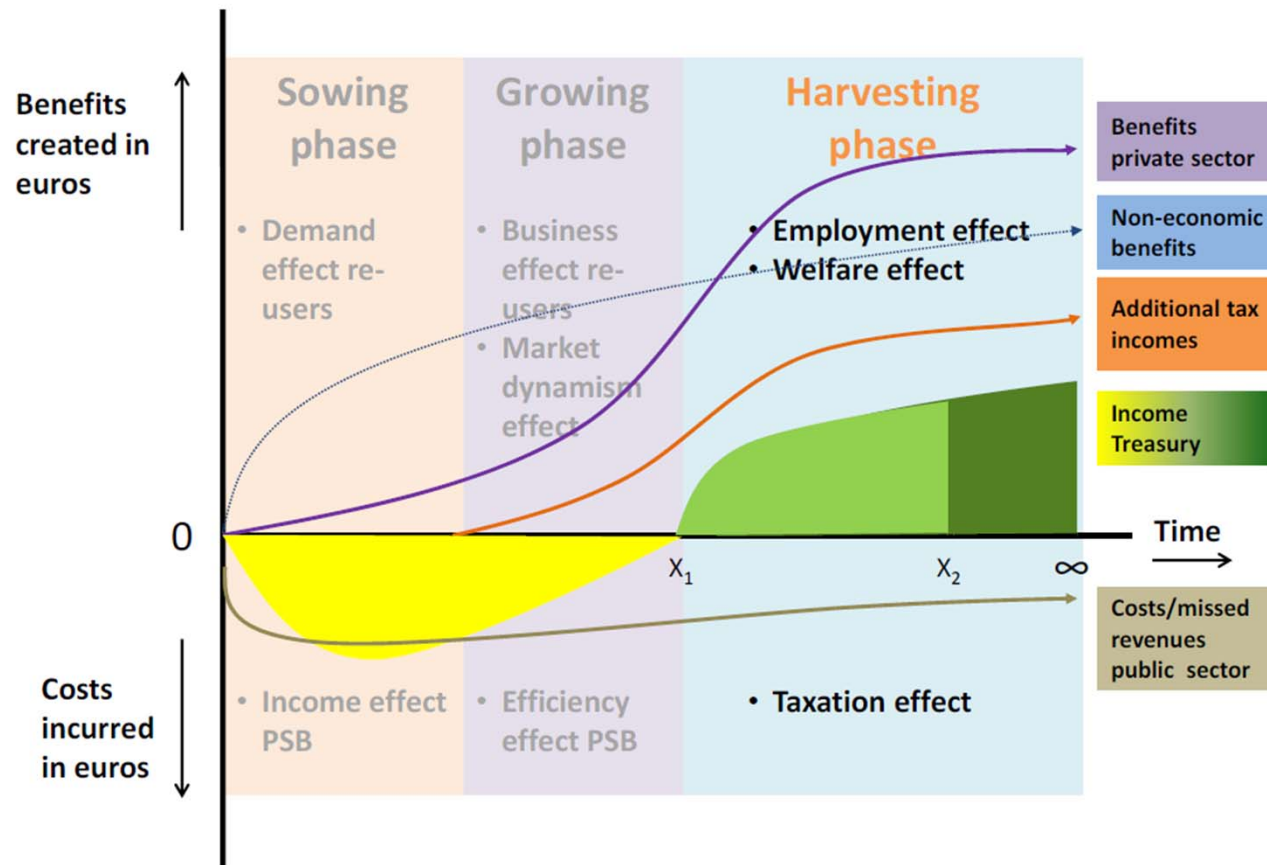 Benefits
created in
euros
Sowing
phase
Growing
phase
Harvesting
phase
• Demand
effect re-
users
• Business
effect re-
users
• Market
dynamism
effect
• Employment effect
• Welfare effect
Benefits
private sector
Non-economic
benefits
Additional tax
incomes
Income
Treasury
0
X₁
X₂
∞
Time
Costs/missed
revenues
public sector
Costs
incurred
in euros
• Income effect
PSB
• Efficiency
effect PSB
• Taxation effect